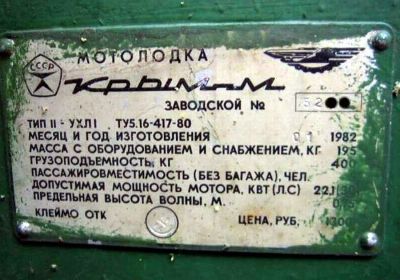 СССР
МОТОЛОДКА
КРЫМ-М
ЗАВОДСКОЙ №
ТИП II - УХЛ1 ТУ5.16-417-80
МЕСЯЦ И ГОД ИЗГОТОВЛЕНИЯ 1982
МАССА С ОБОРУДОВАНИЕМ И СНАБЖЕНИЕМ, КГ 195
ГРУЗОПОДЪЕМНОСТЬ, КГ 400
ПАССАЖИРОВМЕСТИМОСТЬ (БЕЗ БАГАЖА), ЧЕЛ.
ДОПУСТИМАЯ МОЩНОСТЬ МОТОРА, КВТ (Л.С)
ПРЕДЕЛЬНАЯ ВЫСОТА ВОЛНЫ, М.
КЛЕЙМО ОТК ЦЕНА, РУБ.